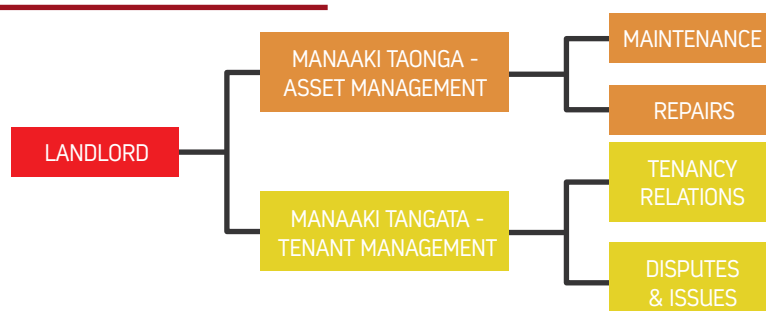 LANDLORD
MANAAKI TAONGA -
ASSET MANAGEMENT
MAINTENANCE
REPAIRS
MANAAKI TANGATA -
TENANT MANAGEMENT
TENANCY
RELATIONS
DISPUTES
& ISSUES